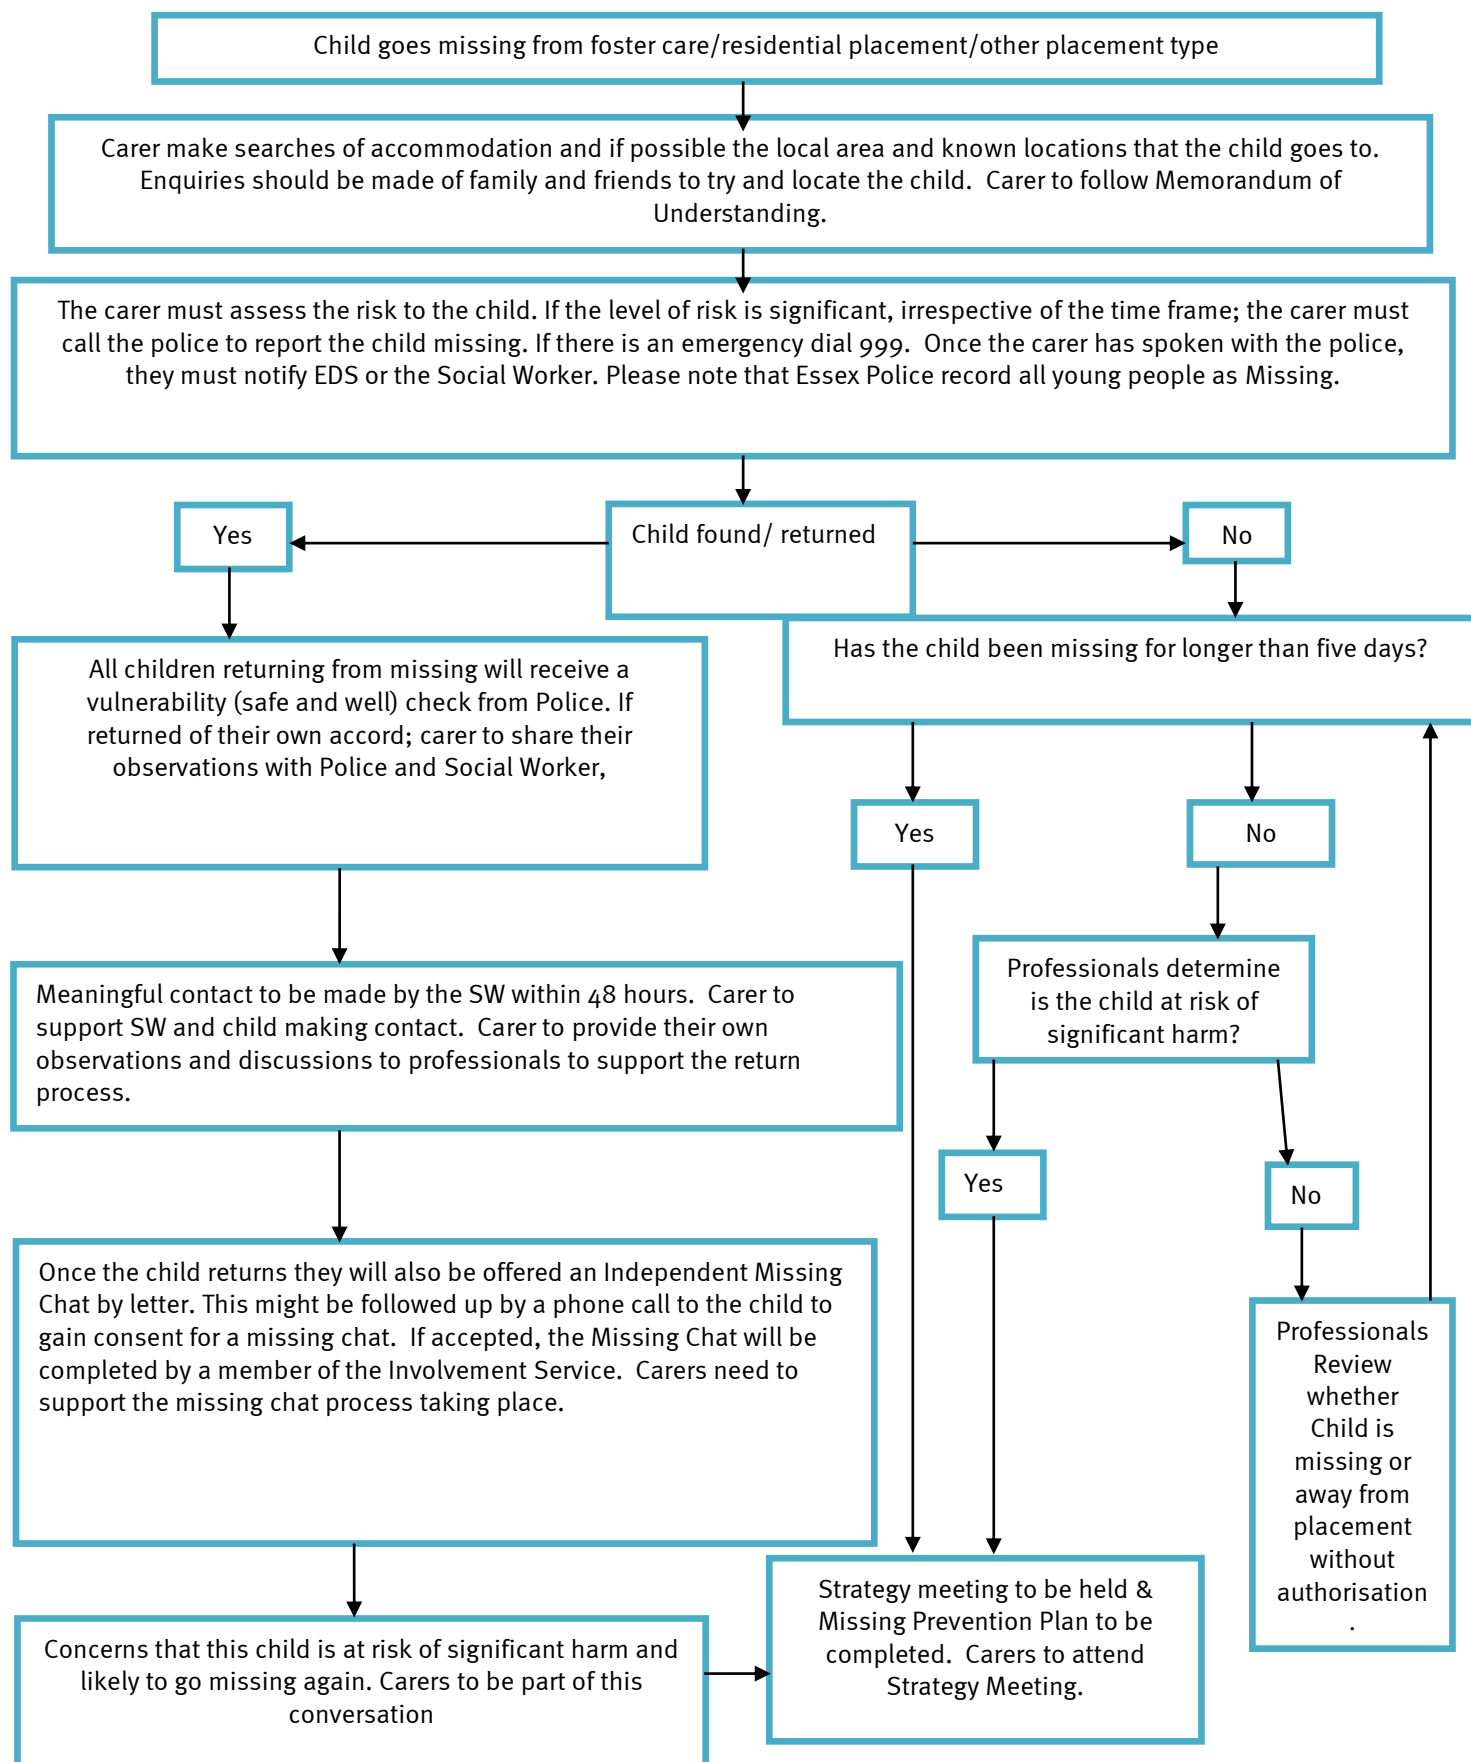 Child goes missing from foster care/residential placement/other placement type
Carer make searches of accommodation and if possible the local area and known locations that the child goes to.
Enquiries should be made of family and friends to try and locate the child.  Carer to follow Memorandum of
Understanding.
The carer must assess the risk to the child. If the level of risk is significant, irrespective of the time frame; the carer must
call the police to report the child missing. If there is an emergency dial 999.  Once the carer has spoken with the police,
they must notify EDS or the Social Worker. Please note that Essex Police record all young people as Missing.
Yes
Child found/ returned
No
All children returning from missing will receive a
vulnerability (safe and well) check from Police. If
returned of their own accord; carer to share their
observations with Police and Social Worker,
Has the child been missing for longer than five days?
Yes
No
Meaningful contact to be made by the SW within 48 hours.  Carer to
support SW and child making contact.  Carer to provide their own
observations and discussions to professionals to support the return
process.
Professionals determine
is the child at risk of
significant harm?
Yes
No
Once the child returns they will also be offered an Independent Missing
Chat by letter. This might be followed up by a phone call to the child to
gain consent for a missing chat.  If accepted, the Missing Chat will be
completed by a member of the Involvement Service.  Carers need to
support the missing chat process taking place.
Professionals
Review
whether
Child is
missing or
away from
placement
without
authorisation
.
Concerns that this child is at risk of significant harm and
likely to go missing again. Carers to be part of this
conversation
Strategy meeting to be held &
Missing Prevention Plan to be
completed.  Carers to attend
Strategy Meeting.